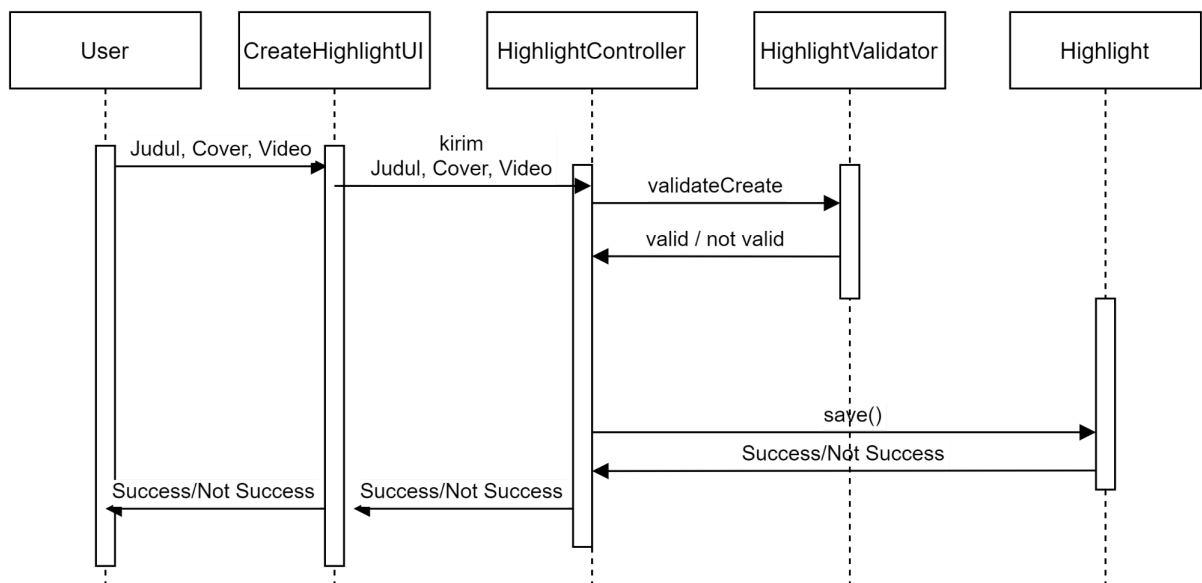 User
CreateHighlightUI
HighlightController
HighlightValidator
Highlight
Judul, Cover, Video
kirim
Judul, Cover, Video
validateCreate
valid / not valid
save()
Success/Not Success
Success/Not Success
Success/Not Success